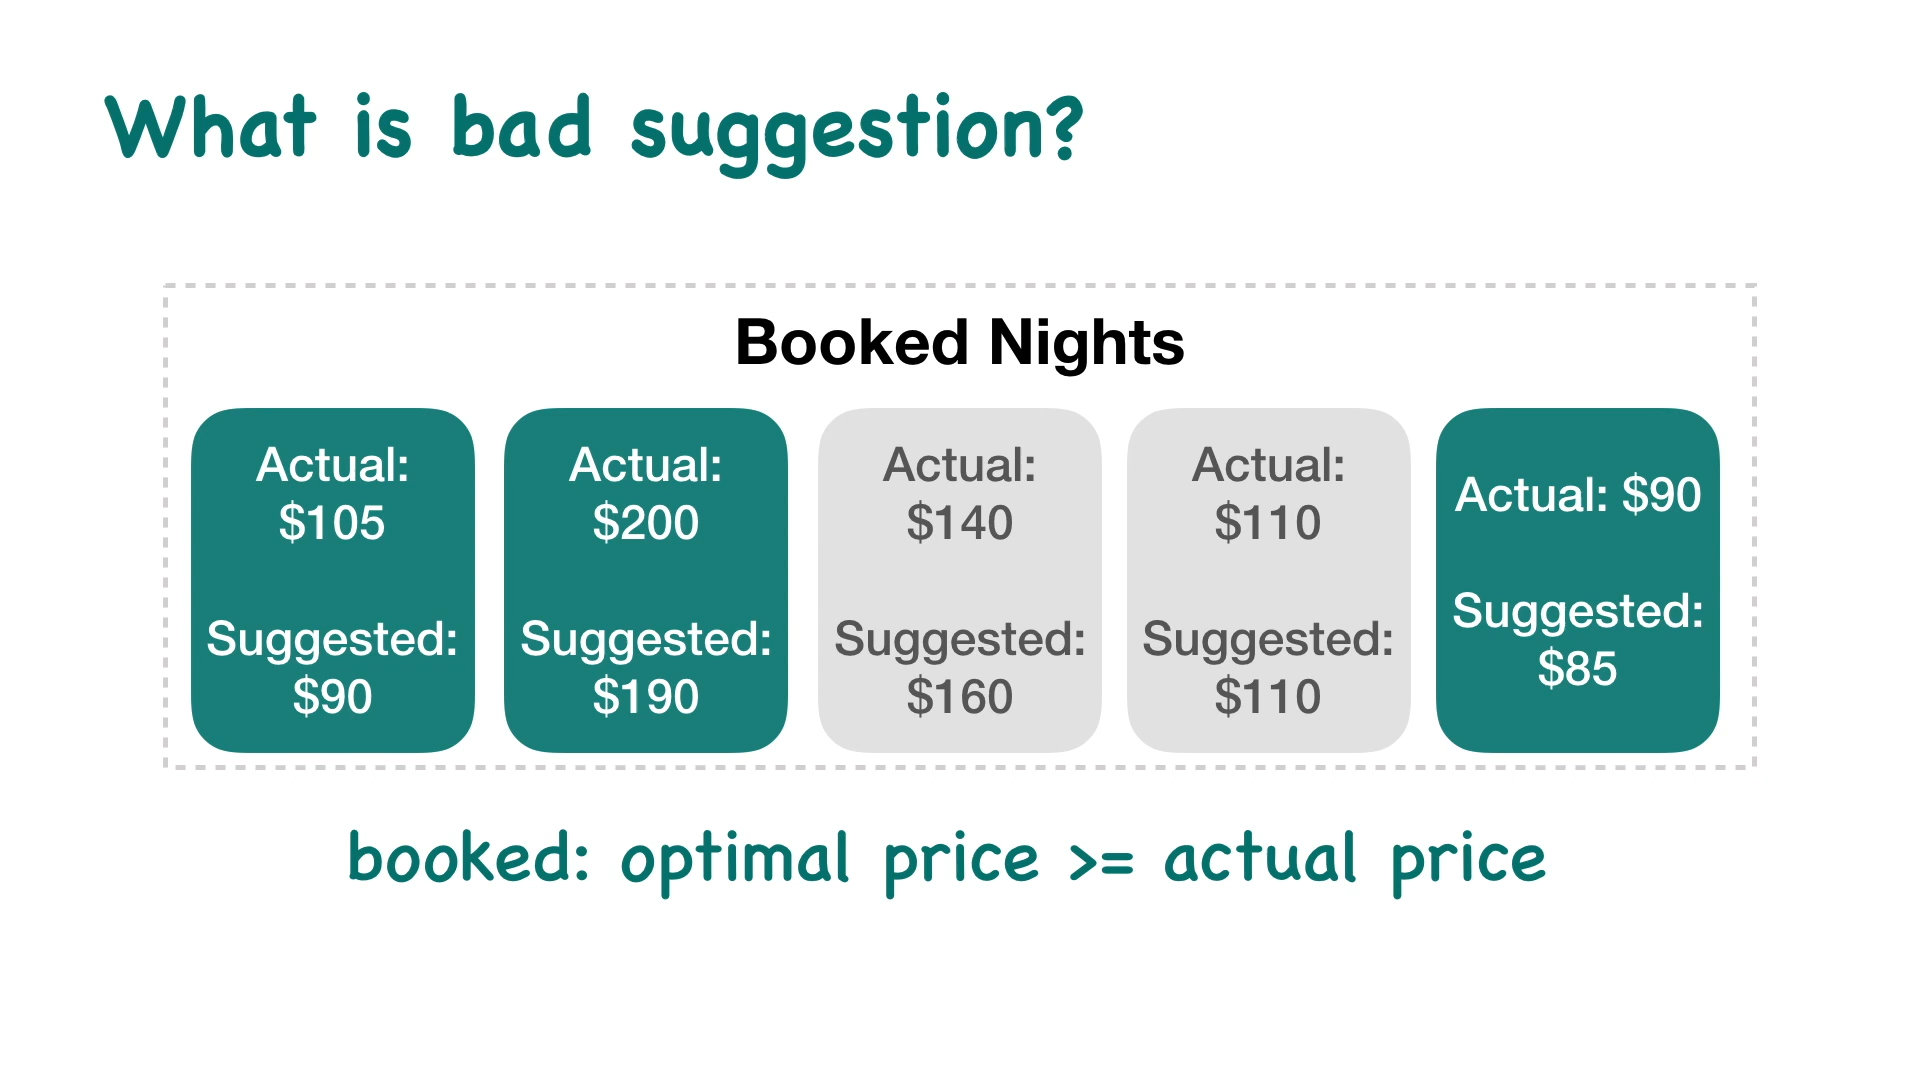 What is bad suggestion?
Booked Nights
Actual:
$105
Suggested:
$90
Actual:
$200
Suggested:
$190
Actual:
$140
Suggested:
$160
Actual:
$110
Suggested:
$110
Actual: $90
Suggested:
$85
booked: optimal price >= actual price